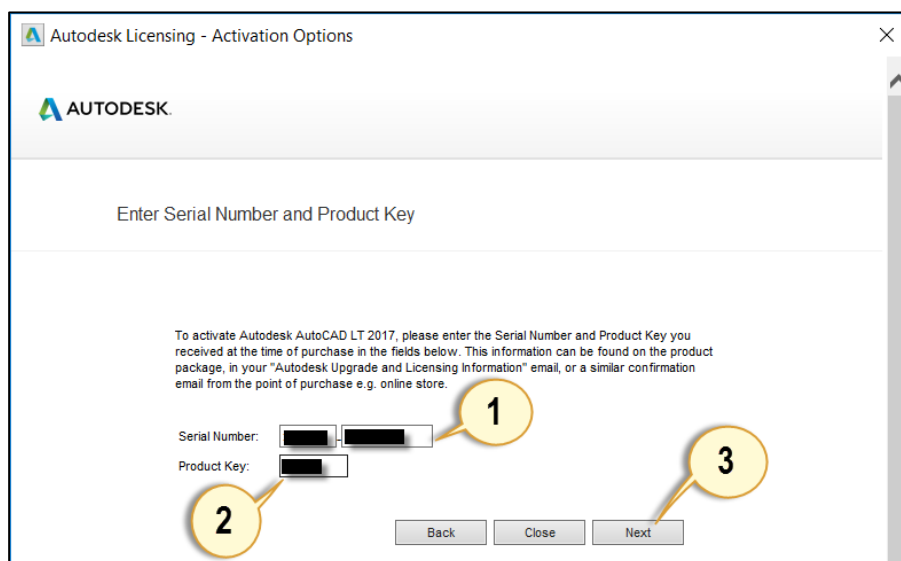 Autodesk Licensing - Activation Options
AUTODESK.
Enter Serial Number and Product Key
To activate Autodesk AutoCAD LT 2017, please enter the Serial Number and Product Key you
received at the time of purchase in the fields below. This information can be found on the product
package, in your "Autodesk Upgrade and Licensing Information" email, or a similar confirmation
email from the point of purchase e.g. online store.
1
Serial Number: -
Product Key:
2
3
Back Close Next